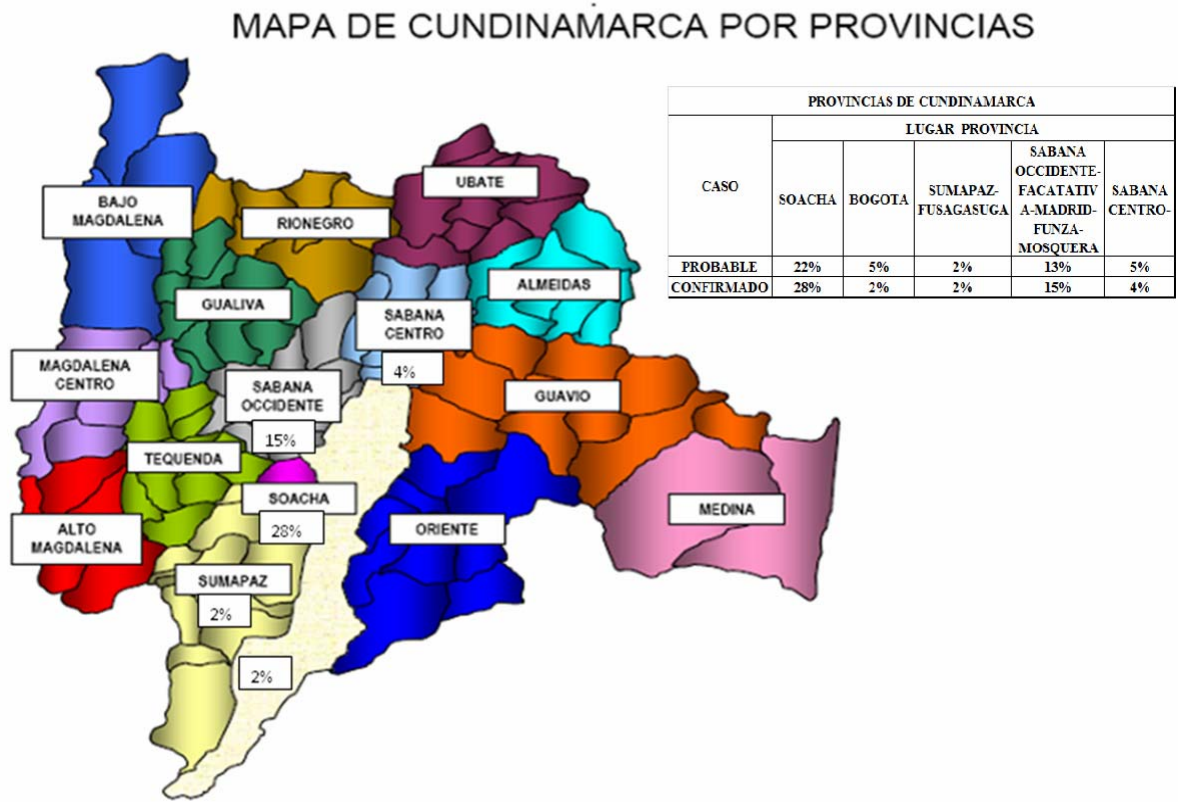 MAPA DE CUNDINAMARCA POR PROVINCIAS
PROVINCIAS DE CUNDINAMARCA
CASO
LUGAR PROVINCIA
SOACHA
BOGOTA
SUMAPAZ-
FUSAGASUGA
SABANA
OCCIDENTE-
FACATATIV
A-MADRID-
FUNZA-
MOSQUERA
SABANA
CENTRO-
PROBABLE 22% 5% 2% 13% 5%
CONFIRMADO 28% 2% 2% 15% 4%
UBATE
BAJO
MAGDALENA
RIONEGRO
ALMEIDAS
GUALIVA
SABANA
CENTRO
4%
MAGDALENA
CENTRO
SABANA
OCCIDENTE
15%
GUAVIO
TEQUENDA
SOACHA
28%
MEDINA
ALTO
MAGDALENA
ORIENTE
SUMAPAZ
2%
2%